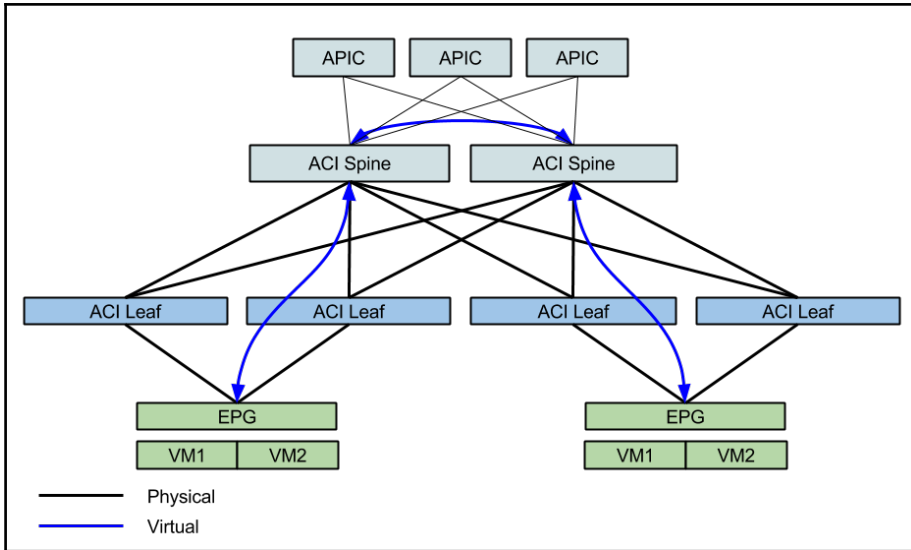 APIC APIC APIC
ACI Spine ACI Spine
ACI Leaf ACI Leaf ACI Leaf ACI Leaf
EPG EPG
VM1 VM2 VM1 VM2
Physical
Virtual